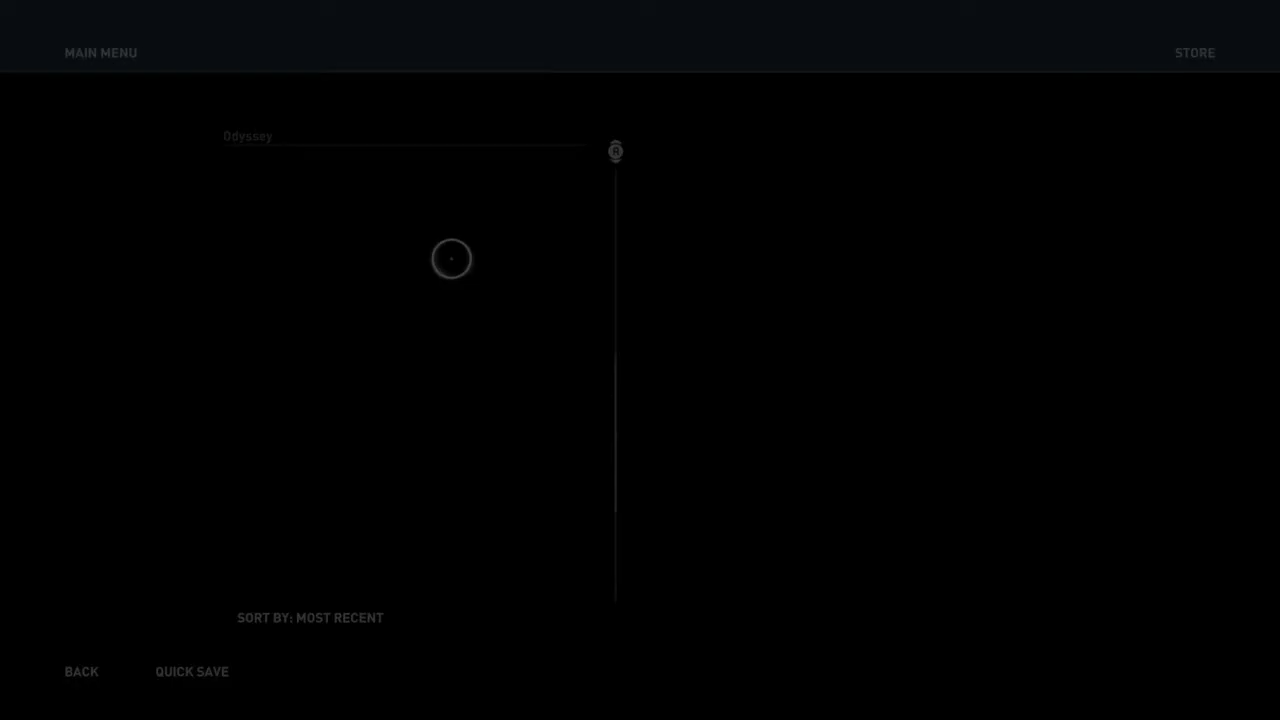 MAIN MENU
STORE
Odyssey
R
SORT BY: MOST RECENT
BACK
QUICK SAVE